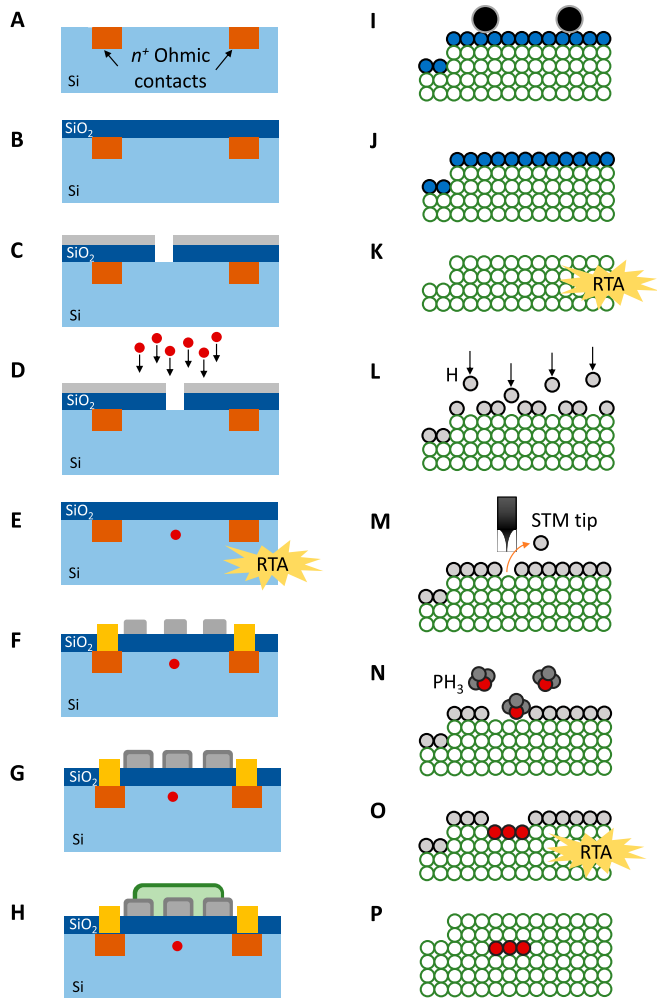 A
n⁺ Ohmic
contacts
Si
B
SiO₂
Si
C
SiO₂
Si
D
SiO₂
Si
E
SiO₂
Si
RTA
F
SiO₂
Si
G
SiO₂
Si
H
SiO₂
Si
I
J
K
RTA
L
H
M
STM tip
N
PH₃
O
RTA
P